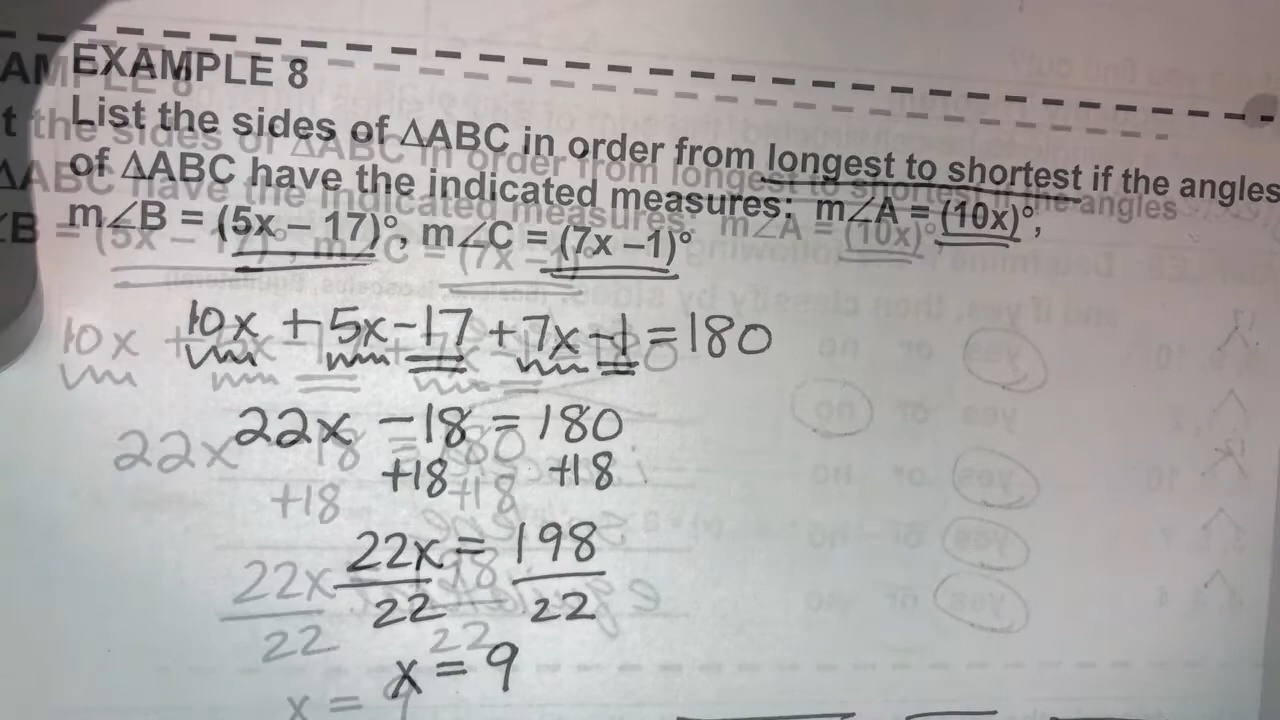 EXAMPLE 8
List the sides of △ABC in order from longest to shortest if the angles
of △ABC have the indicated measures: m∠A = (10x)°,
m∠B = (5x – 17)°, m∠C = (7x –1)°
10x + 5x - 17 + 7x - 1 = 180
22x - 18 = 180
+18 +18
22x = 198
22 22
x = 9